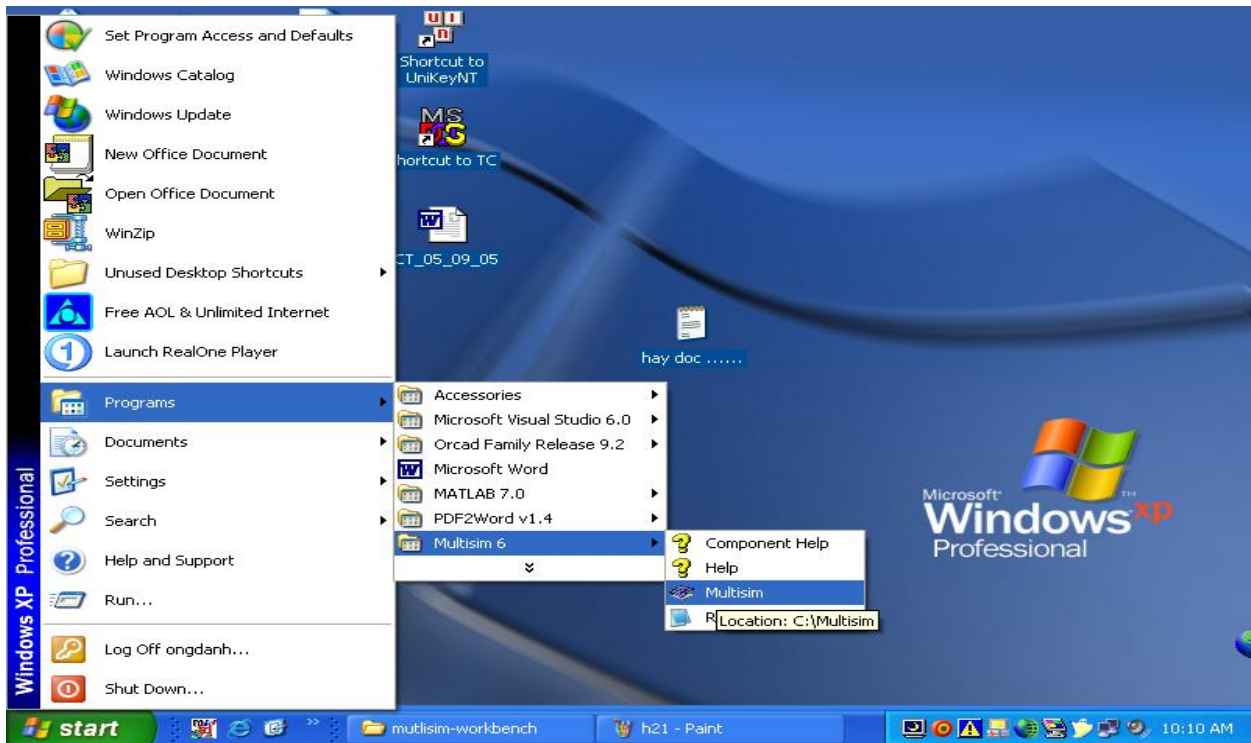 Set Program Access and Defaults
Windows Catalog
Windows Update
New Office Document
Open Office Document
WinZip
Unused Desktop Shortcuts
Free AOL & Unlimited Internet
Launch RealOne Player
Programs
Documents
Settings
Search
Help and Support
Run...
Log Off ongdanh...
Shut Down...
Windows XP Professional
Accessories
Microsoft Visual Studio 6.0
Orcad Family Release 9.2
Microsoft Word
MATLAB 7.0
PDF2Word v1.4
Multisim 6
Component Help
Help
Multisim
R
Location: C:\Multisim
Shortcut to
UniKeyNT
MS
hortcut to TC
CT_05_09_05
hay doc ......
Microsoft
Windows xp
Professional
start
mutlisim-workbench
h21 - Paint
10:10 AM